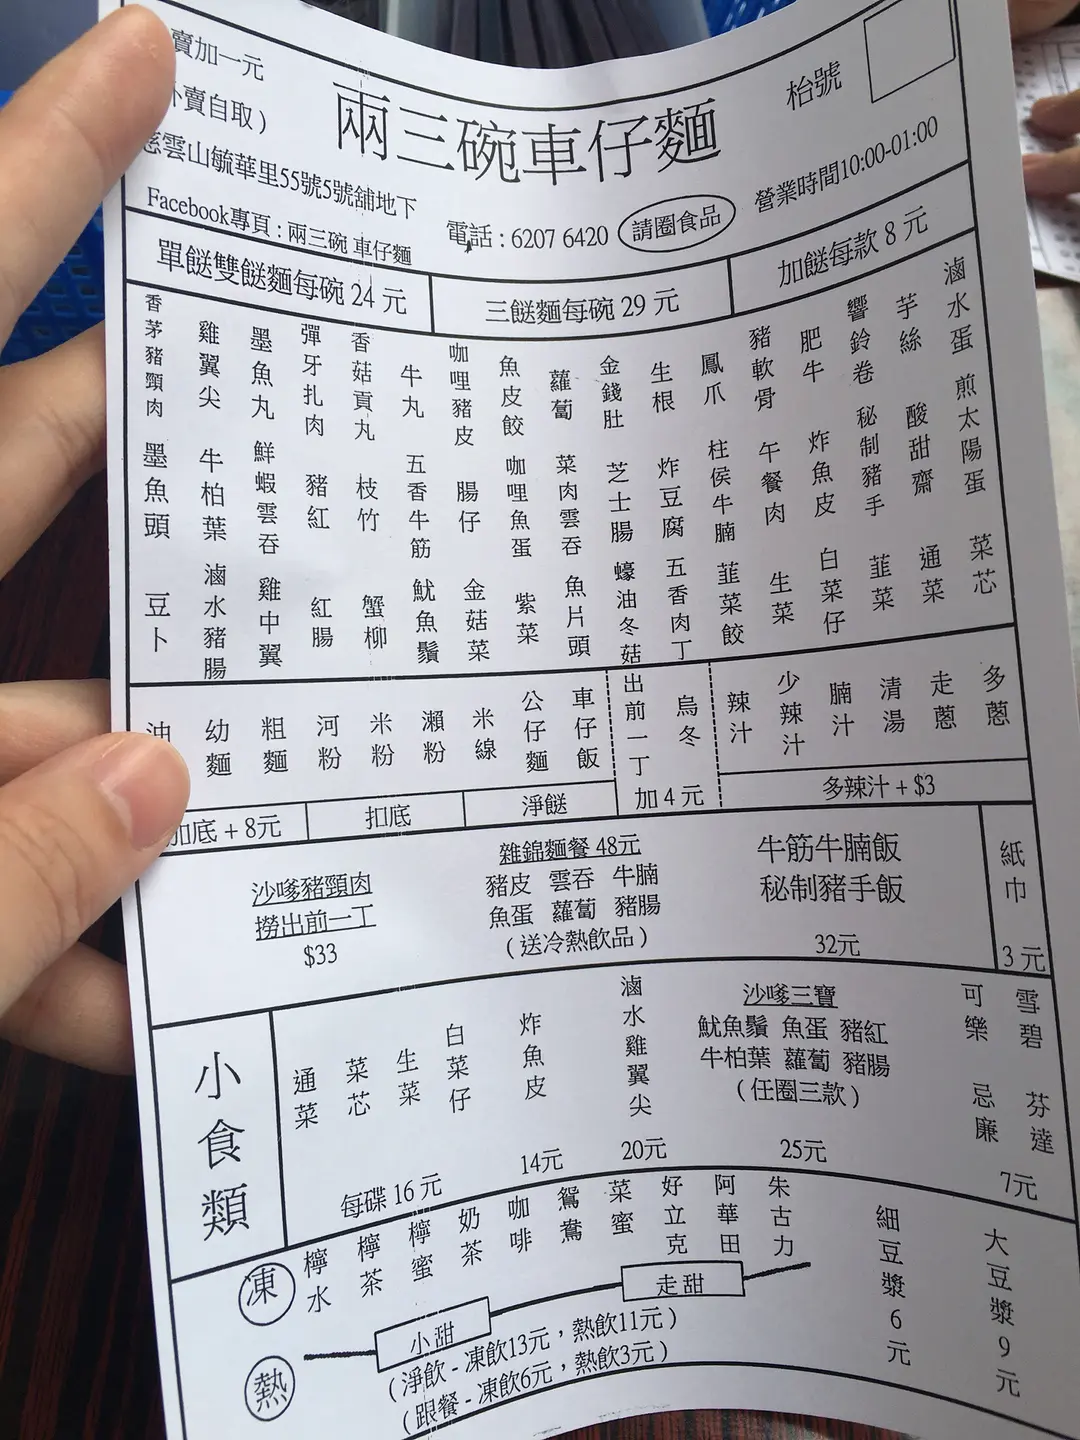 賣加一元
外賣自取)
慈雲山毓華里55號5號舖地下
Facebook專頁 : 兩三碗 車仔麵
兩三碗車仔麵
電話 : 6207 6420
請圈食品
枱號
營業時間10:00-01:00
單餸雙餸麵每碗 24 元
三餸麵每碗 29 元
加餸每款 8 元
香茅豬頸肉 雞翼尖 墨魚丸 彈牙扎肉 香菇貢丸 牛丸 咖哩豬皮 魚皮餃 蘿蔔 金錢肚 生根 鳳爪 豬軟骨 肥牛 響鈴卷 芋絲 滷水蛋
墨魚頭 牛柏葉 鮮蝦雲吞 豬紅 枝竹 五香牛筋 腸仔 咖哩魚蛋 菜肉雲吞 芝士腸 炸豆腐 柱侯牛腩 午餐肉 炸魚皮 秘制豬手 酸甜齋 煎太陽蛋
豆卜 滷水豬腸 雞中翼 紅腸 蟹柳 魷魚鬚 金菇菜 紫菜 魚片頭 蠔油冬菇 五香肉丁 韮菜餃 生菜 白菜仔 韮菜 通菜 菜芯
油 幼麵 粗麵 河粉 米粉 瀨粉 米線 公仔麵 車仔飯 出前一丁 烏冬 辣汁 少辣汁 腩汁 清湯 走蔥 多蔥
加底 + 8元
扣底
淨餸
加 4 元
多辣汁 + $3
沙嗲豬頸肉
撈出前一丁
$33
雜錦麵餐 48元
豬皮 雲吞 牛腩
魚蛋 蘿蔔 豬腸
( 送冷熱飲品 )
牛筋牛腩飯
秘制豬手飯
32元
紙巾
3 元
小食類
通菜 菜芯 生菜 白菜仔
每碟 16 元
炸魚皮
14元
滷水雞翼尖
20元
沙嗲三寶
魷魚鬚 魚蛋 豬紅
牛柏葉 蘿蔔 豬腸
( 任圈三款 )
25元
可樂 雪碧
忌廉 芬達
7元
凍
熱
檸水 檸茶 檸蜜 奶茶 咖啡 鴛鴦 菜蜜 好立克 阿華田 朱古力
小甜
走甜
( 淨飲 - 凍飲13元，熱飲11元 )
( 跟餐 - 凍飲6元，熱飲3元 )
細豆漿6元
大豆漿9元